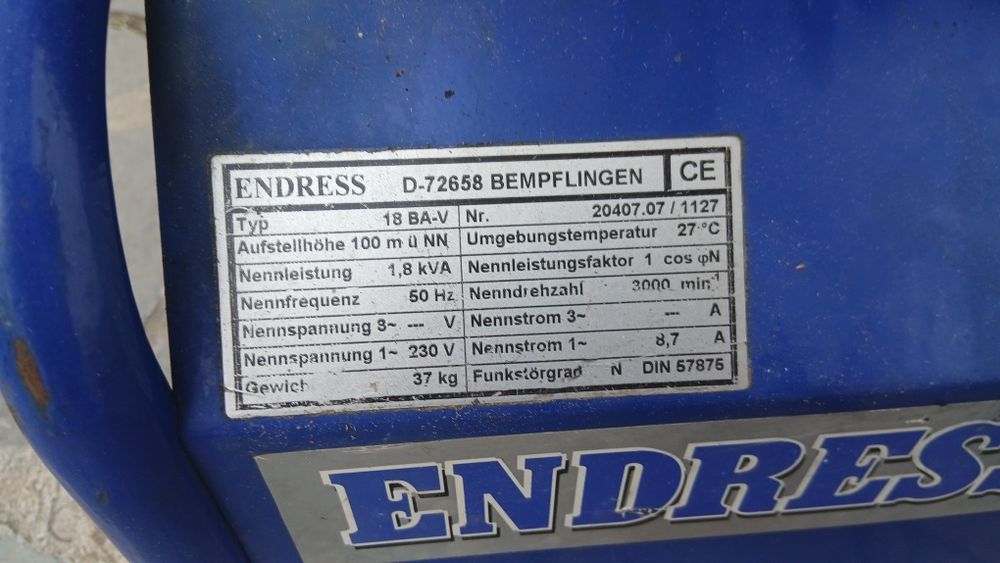 ENDRESS D-72658 BEMPFLINGEN CE
Typ 18 BA-V Nr. 20407.07 / 1127
Aufstellhöhe 100 m ü NN Umgebungstemperatur 27 °C
Nennleistung 1,8 kVA Nennleistungsfaktor 1 cos φN
Nennfrequenz 50 Hz Nenndrehzahl 3000 min-1
Nennspannung 3~ --- V Nennstrom 3~ --- A
Nennspannung 1~ 230 V Nennstrom 1~ 8,7 A
Gewicht 37 kg Funkstörgrad N DIN 57875
ENDRESS